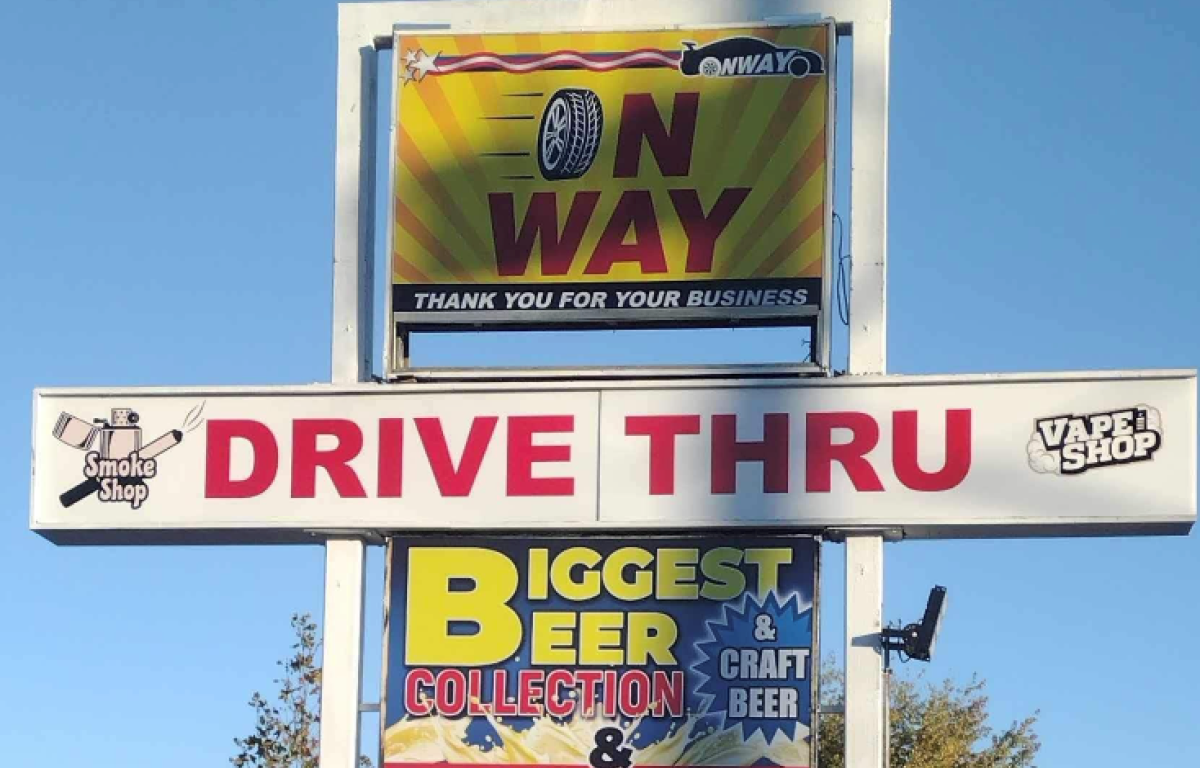 ONWAY
ON
WAY
THANK YOU FOR YOUR BUSINESS
Smoke
Shop
DRIVE THRU
VAPE
SHOP
BIGGEST
BEER
COLLECTION
&
CRAFT
BEER
&